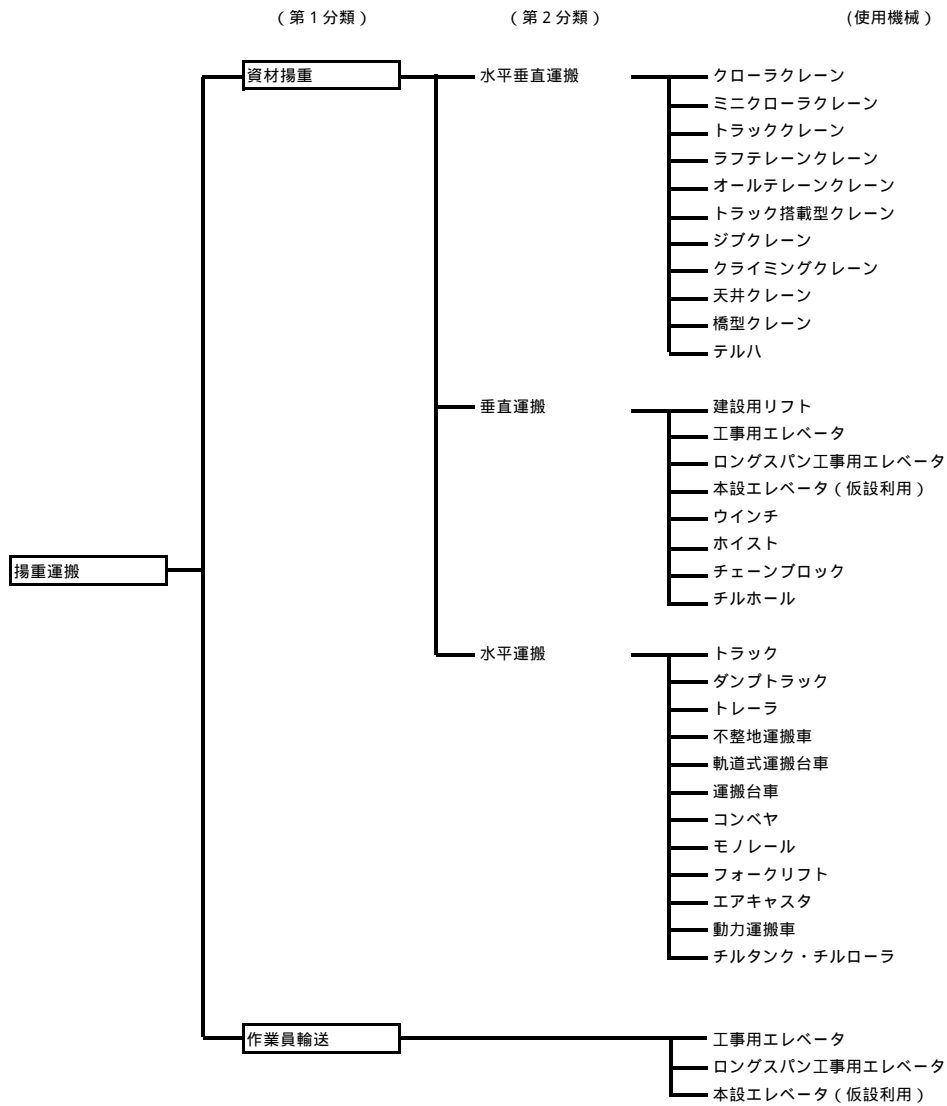 （第１分類） （第２分類） (使用機械）
資材揚重 水平垂直運搬 クローラクレーン
ミニクローラクレーン
トラッククレーン
ラフテレーンクレーン
オールテレーンクレーン
トラック搭載型クレーン
ジブクレーン
クライミングクレーン
天井クレーン
橋型クレーン
テルハ
垂直運搬 建設用リフト
工事用エレベータ
ロングスパン工事用エレベータ
本設エレベータ（仮設利用）
ウインチ
ホイスト
揚重運搬 チェーンブロック
チルホール
水平運搬 トラック
ダンプトラック
トレーラ
不整地運搬車
軌道式運搬台車
運搬台車
コンベヤ
モノレール
フォークリフト
エアキャスタ
動力運搬車
チルタンク・チルローラ
作業員輸送 工事用エレベータ
ロングスパン工事用エレベータ
本設エレベータ（仮設利用）